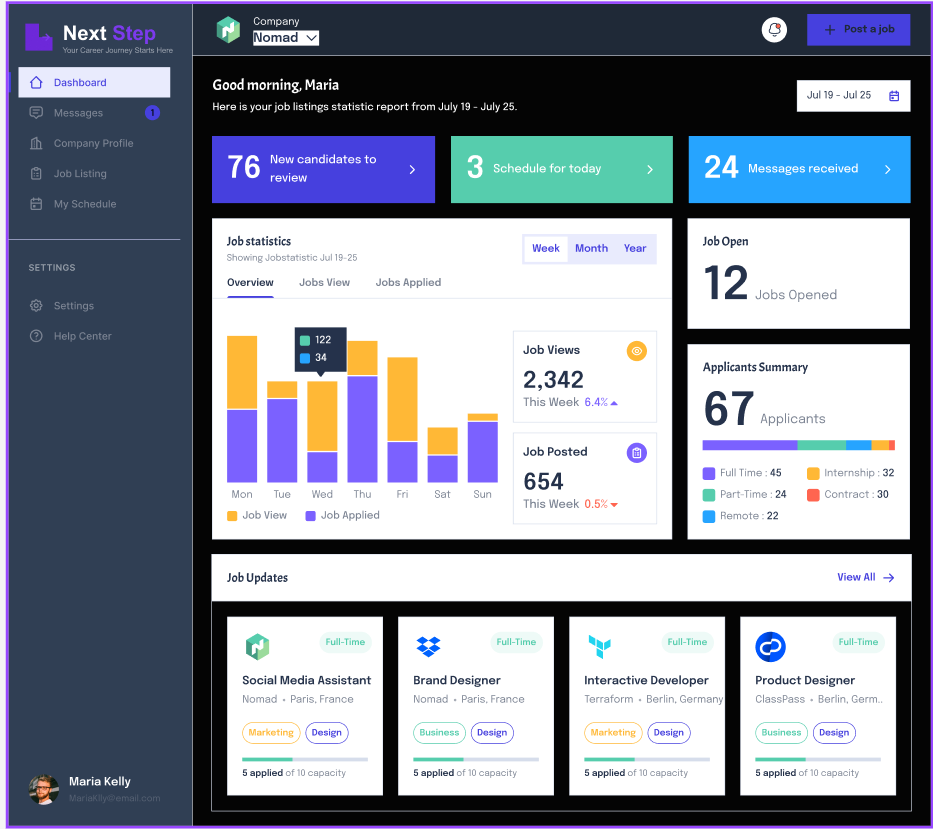 Next Step
Your Career Journey Starts Here
Dashboard
Messages 1
Company Profile
Job Listing
My Schedule
SETTINGS
Settings
Help Center
Maria Kelly
MariaKlly@email.com
Company
Nomad
+ Post a job
Good morning, Maria
Here is your job listings statistic report from July 19 - July 25.
Jul 19 - Jul 25
76 New candidates to
review
3 Schedule for today
24 Messages received
Job statistics
Showing Jobstatistic Jul 19-25
Week Month Year
Overview Jobs View Jobs Applied
122
34
Mon Tue Wed Thu Fri Sat Sun
Job View Job Applied
Job Views
2,342
This Week 6.4%
Job Posted
654
This Week 0.5%
Job Open
12 Jobs Opened
Applicants Summary
67 Applicants
Full Time : 45 Internship : 32
Part-Time : 24 Contract : 30
Remote : 22
Job Updates
View All
Full-Time
Social Media Assistant
Nomad • Paris, France
Marketing Design
5 applied of 10 capacity
Full-Time
Brand Designer
Nomad • Paris, France
Business Design
5 applied of 10 capacity
Full-Time
Interactive Developer
Terraform • Berlin, Germany
Marketing Design
5 applied of 10 capacity
Full-Time
Product Designer
ClassPass • Berlin, Germ..
Business Design
5 applied of 10 capacity